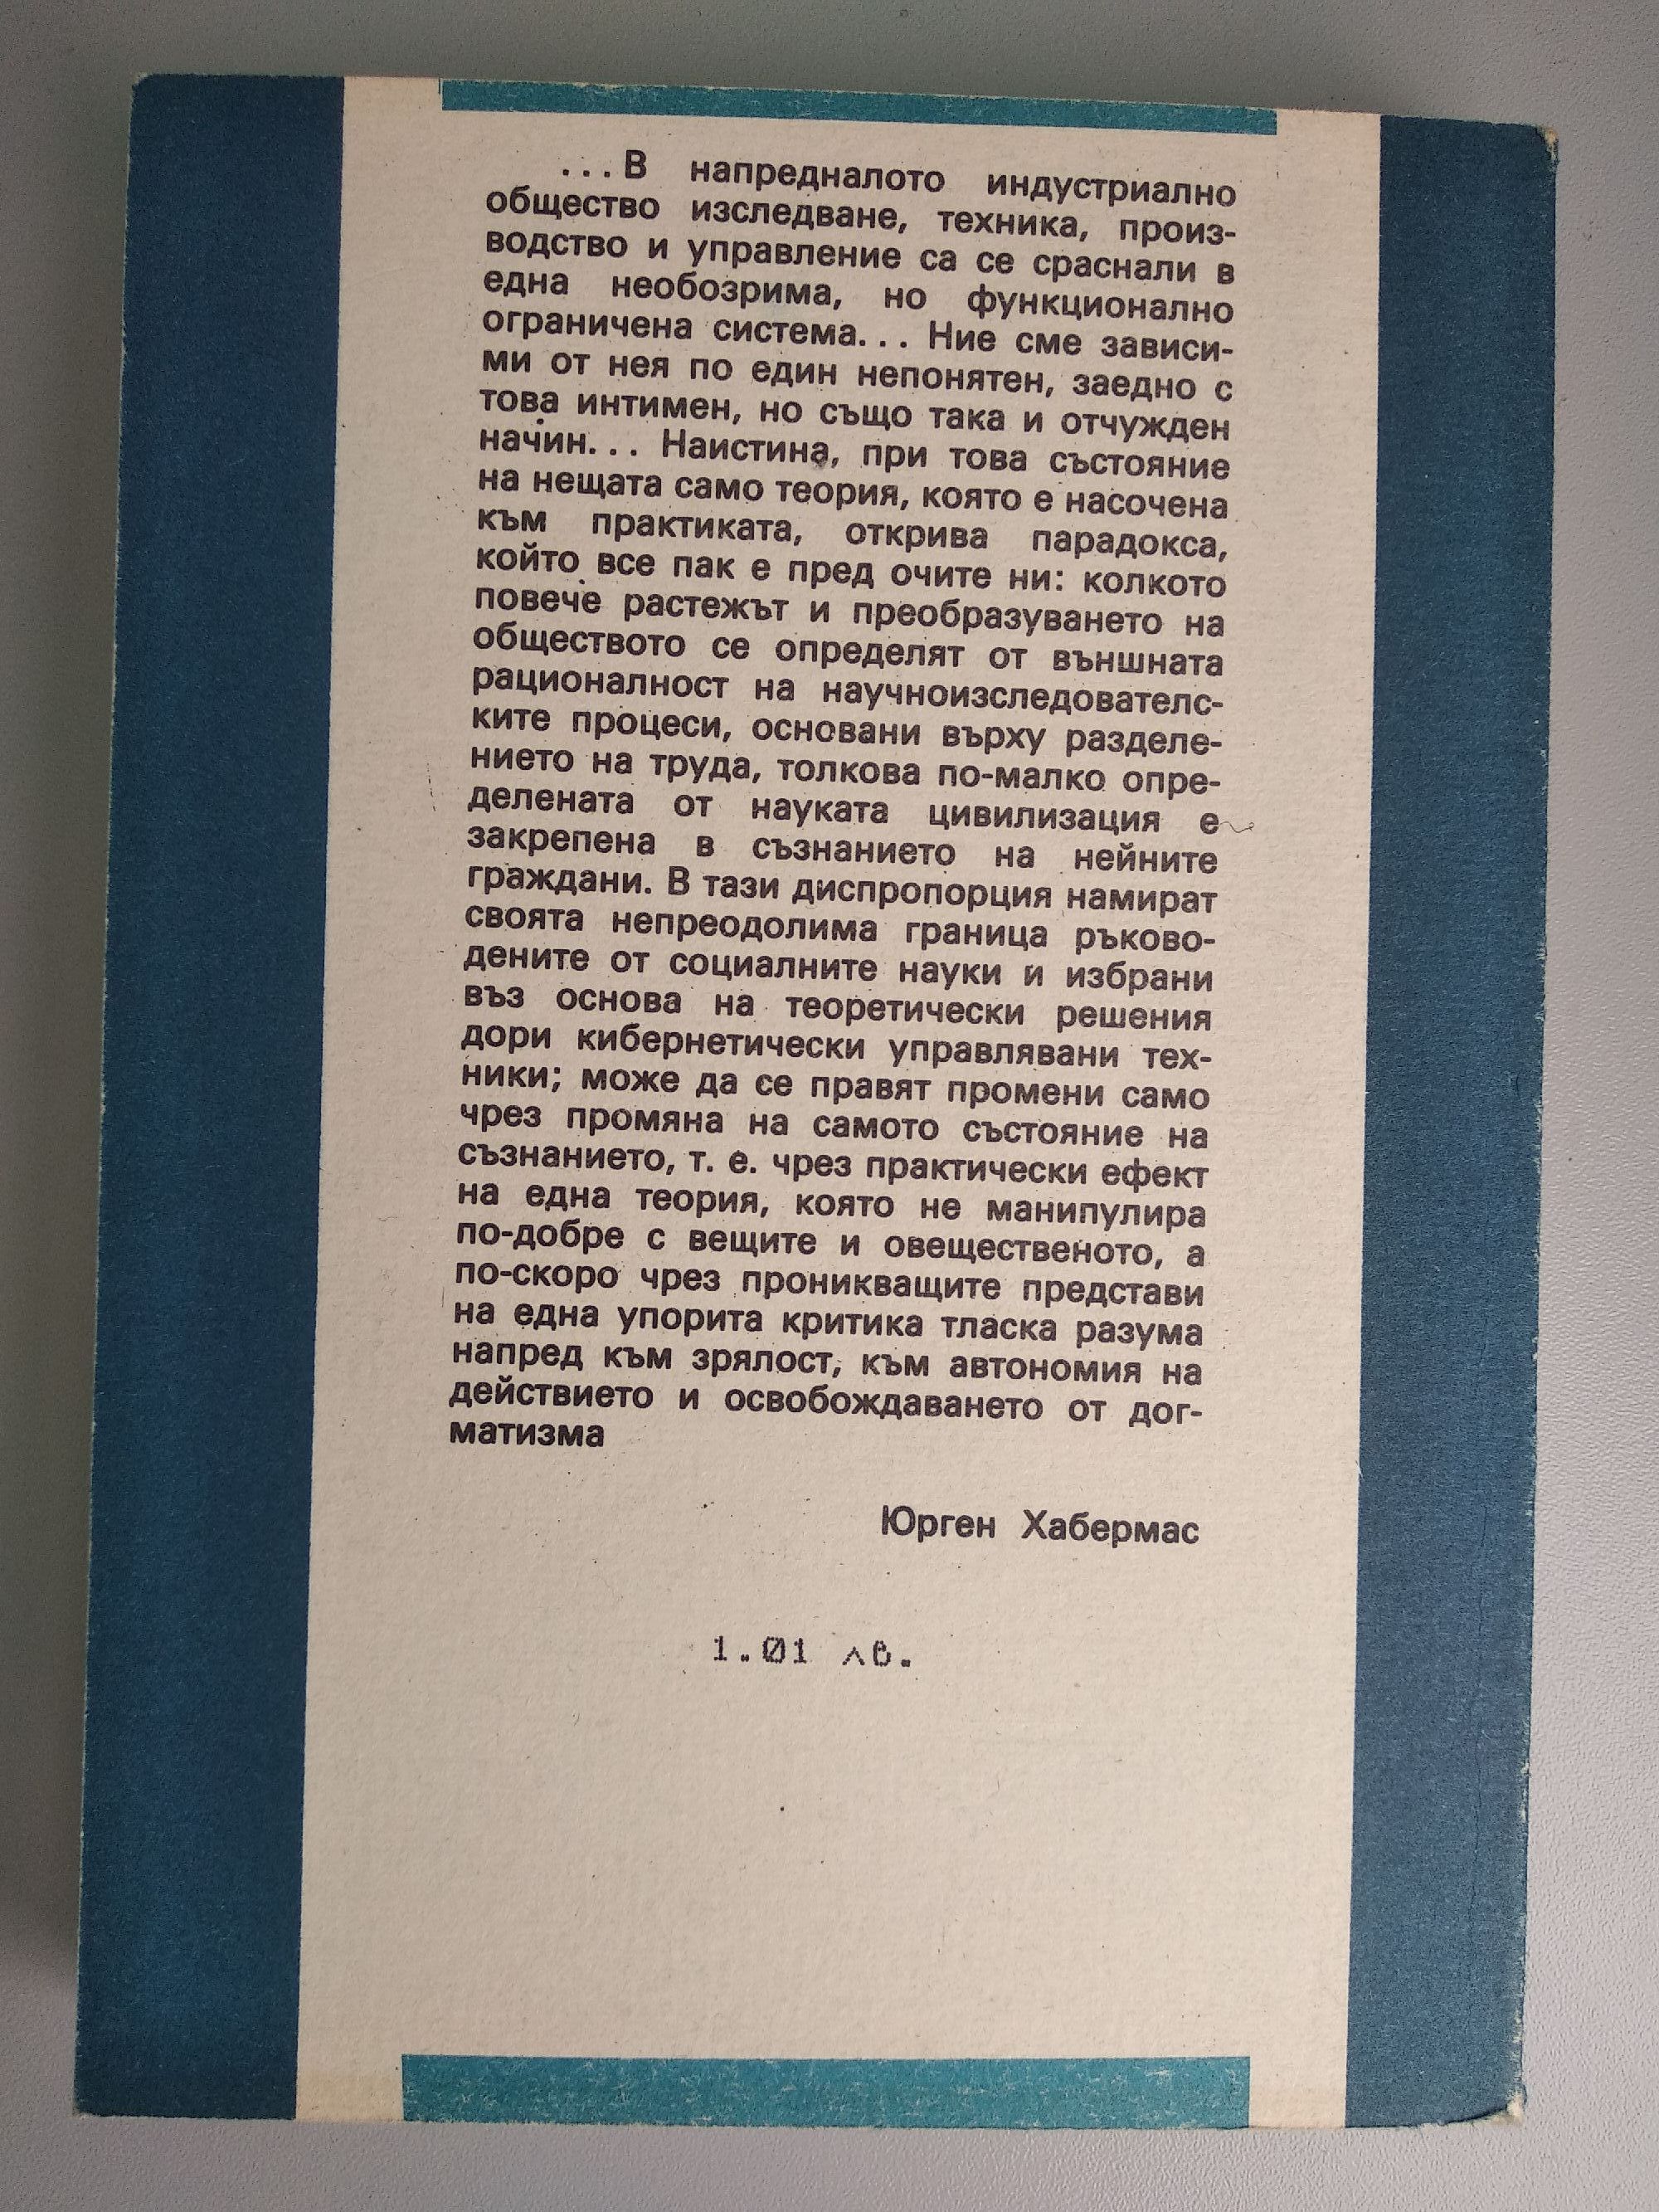 ...В напредналото индустриално
общество изследване, техника, произ-
водство и управление са се сраснали в
една необозрима, но функционално
ограничена система... Ние сме зависи-
ми от нея по един непонятен, заедно с
това интимен, но също така и отчужден
начин... Наистина, при това състояние
на нещата само теория, която е насочена
към практиката, открива парадокса,
който все пак е пред очите ни: колкото
повече растежът и преобразуването на
обществото се определят от външната
рационалност на научноизследователс-
ките процеси, основани върху разделе-
нието на труда, толкова по-малко опре-
делената от науката цивилизация е
закрепена в съзнанието на нейните
граждани. В тази диспропорция намират
своята непреодолима граница ръково-
дените от социалните науки и избрани
въз основа на теоретически решения
дори кибернетически управлявани тех-
ники; може да се правят промени само
чрез промяна на самото състояние на
съзнанието, т. е. чрез практически ефект
на една теория, която не манипулира
по-добре с вещите и овещественото, а
по-скоро чрез проникващите представи
на една упорита критика тласка разума
напред към зрялост, към автономия на
действието и освобождаването от дог-
матизма
Юрген Хабермас
1.01 лв.